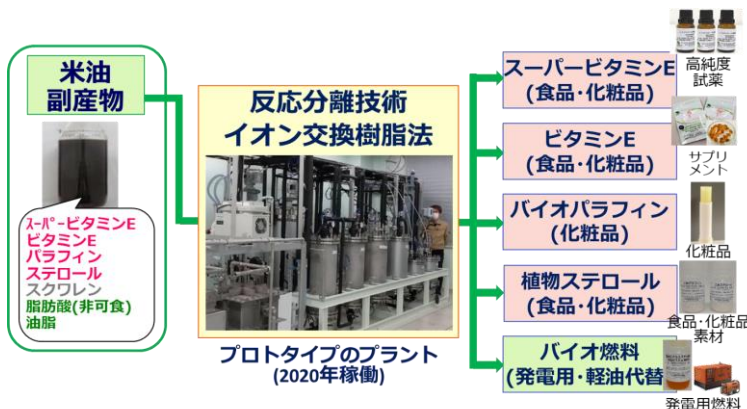 米油
副産物
スーパービタミンE
ビタミンE
パラフィン
ステロール
スクワレン
脂肪酸(非可食)
油脂
反応分離技術
イオン交換樹脂法
プロトタイプのプラント
(2020年稼働)
スーパービタミンE
(食品・化粧品)
高純度
試薬
ビタミンE
(食品・化粧品)
サプリ
メント
バイオパラフィン
(化粧品)
化粧品
植物ステロール
(食品・化粧品)
食品・化粧品
素材
バイオ燃料
(発電用・軽油代替
発電用燃料